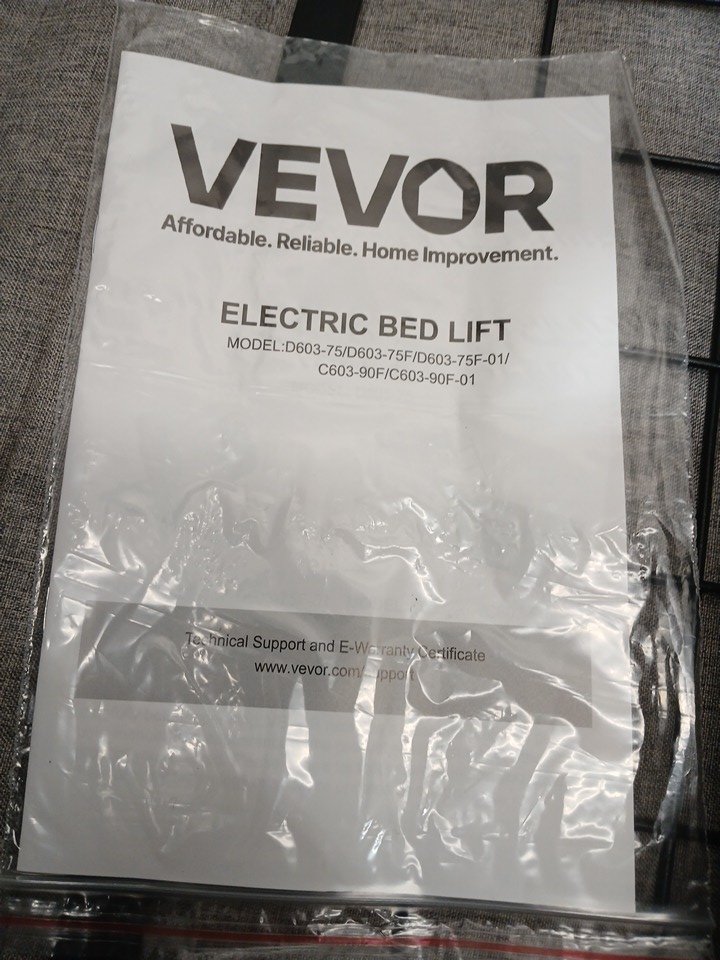 VEVOR
Affordable. Reliable. Home Improvement.
ELECTRIC BED LIFT
MODEL:D603-75/D603-75F/D603-75F-01/
C603-90F/C603-90F-01
Technical Support and E-Warranty Certificate
www.vevor.com/support